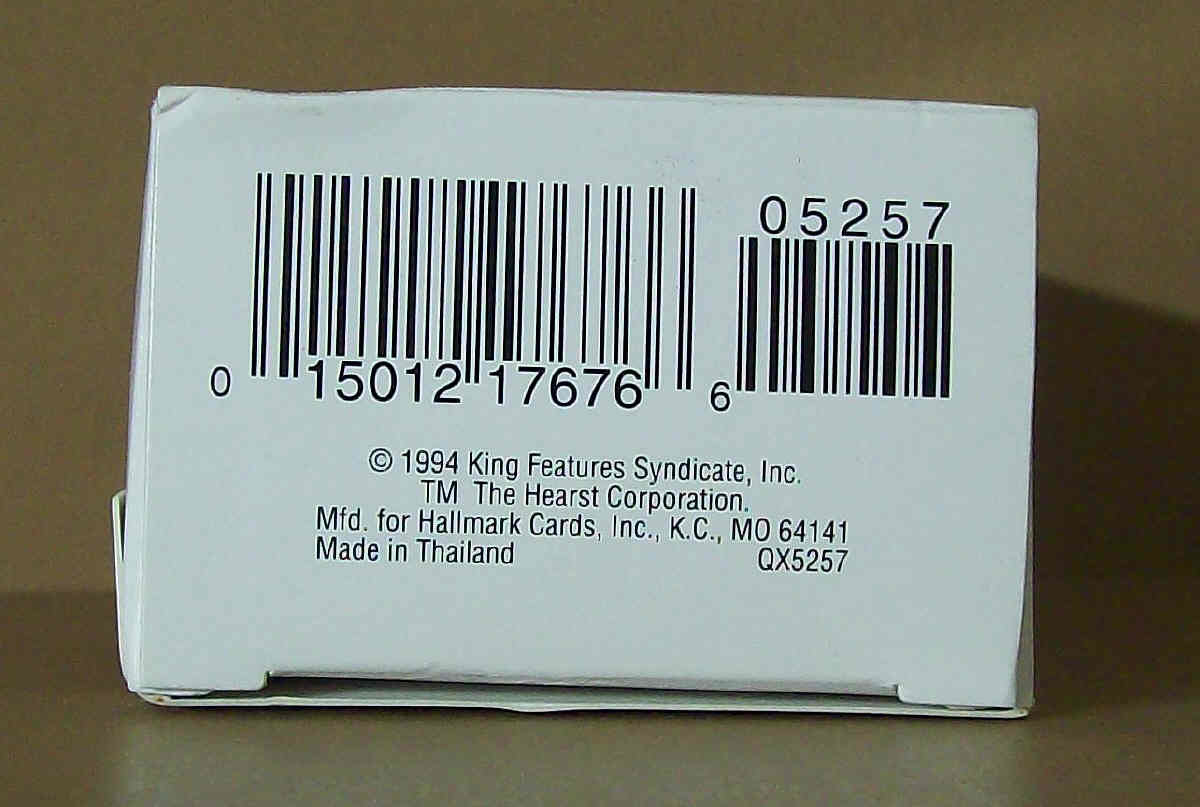 05257
0 15012 17676 6
© 1994 King Features Syndicate, Inc.
TM The Hearst Corporation.
Mfd. for Hallmark Cards, Inc., K.C., MO 64141
Made in Thailand QX5257